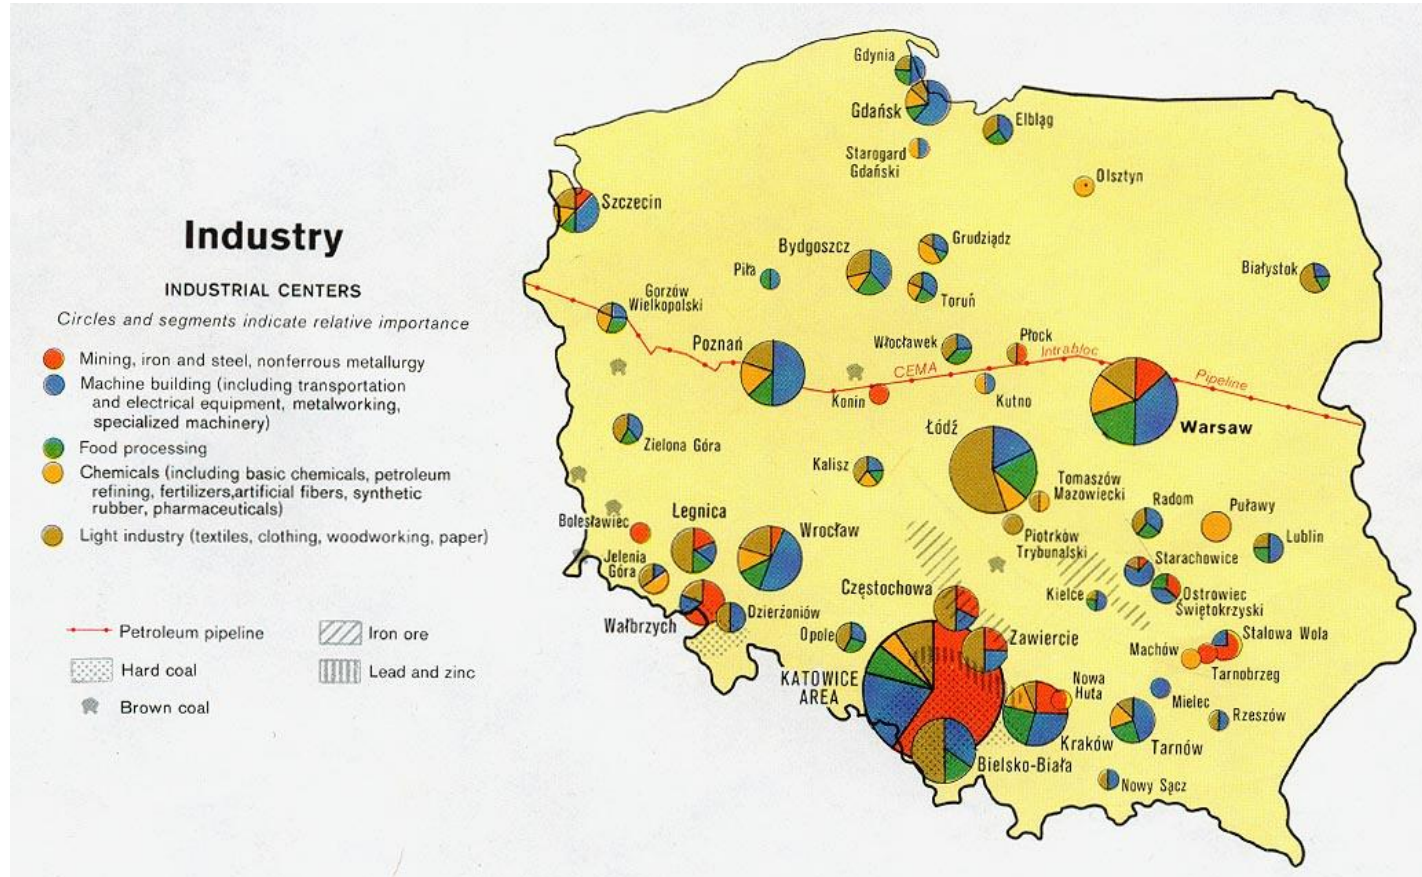 Industry
INDUSTRIAL CENTERS
Circles and segments indicate relative importance
Mining, iron and steel, nonferrous metallurgy
Machine building (including transportation
and electrical equipment, metalworking,
specialized machinery)
Food processing
Chemicals (including basic chemicals, petroleum
refining, fertilizers,artificial fibers, synthetic
rubber, pharmaceuticals)
Light industry (textiles, clothing, woodworking, paper)
Petroleum pipeline
Iron ore
Hard coal
Lead and zinc
Brown coal
Gdynia
Gdańsk
Elbląg
Starogard
Gdański
Olsztyn
Szczecin
Bydgoszcz
Grudziądz
Piła
Białystok
Gorzów
Wielkopolski
Toruń
Poznań
Włocławek
Płock
CEMA
Intrabloc
Pipeline
Konin
Kutno
Warsaw
Łódź
Zielona Góra
Kalisz
Tomaszów
Mazowiecki
Radom
Puławy
Bolesławiec
Legnica
Wrocław
Piotrków
Trybunalski
Lublin
Jelenia
Góra
Starachowice
Częstochowa
Kielce
Ostrowiec
Świętokrzyski
Wałbrzych
Dzierżoniów
Opole
Zawiercie
Stalowa Wola
Machów
Tarnobrzeg
KATOWICE
AREA
Nowa
Huta
Mielec
Rzeszów
Kraków
Tarnów
Bielsko-Biała
Nowy Sącz